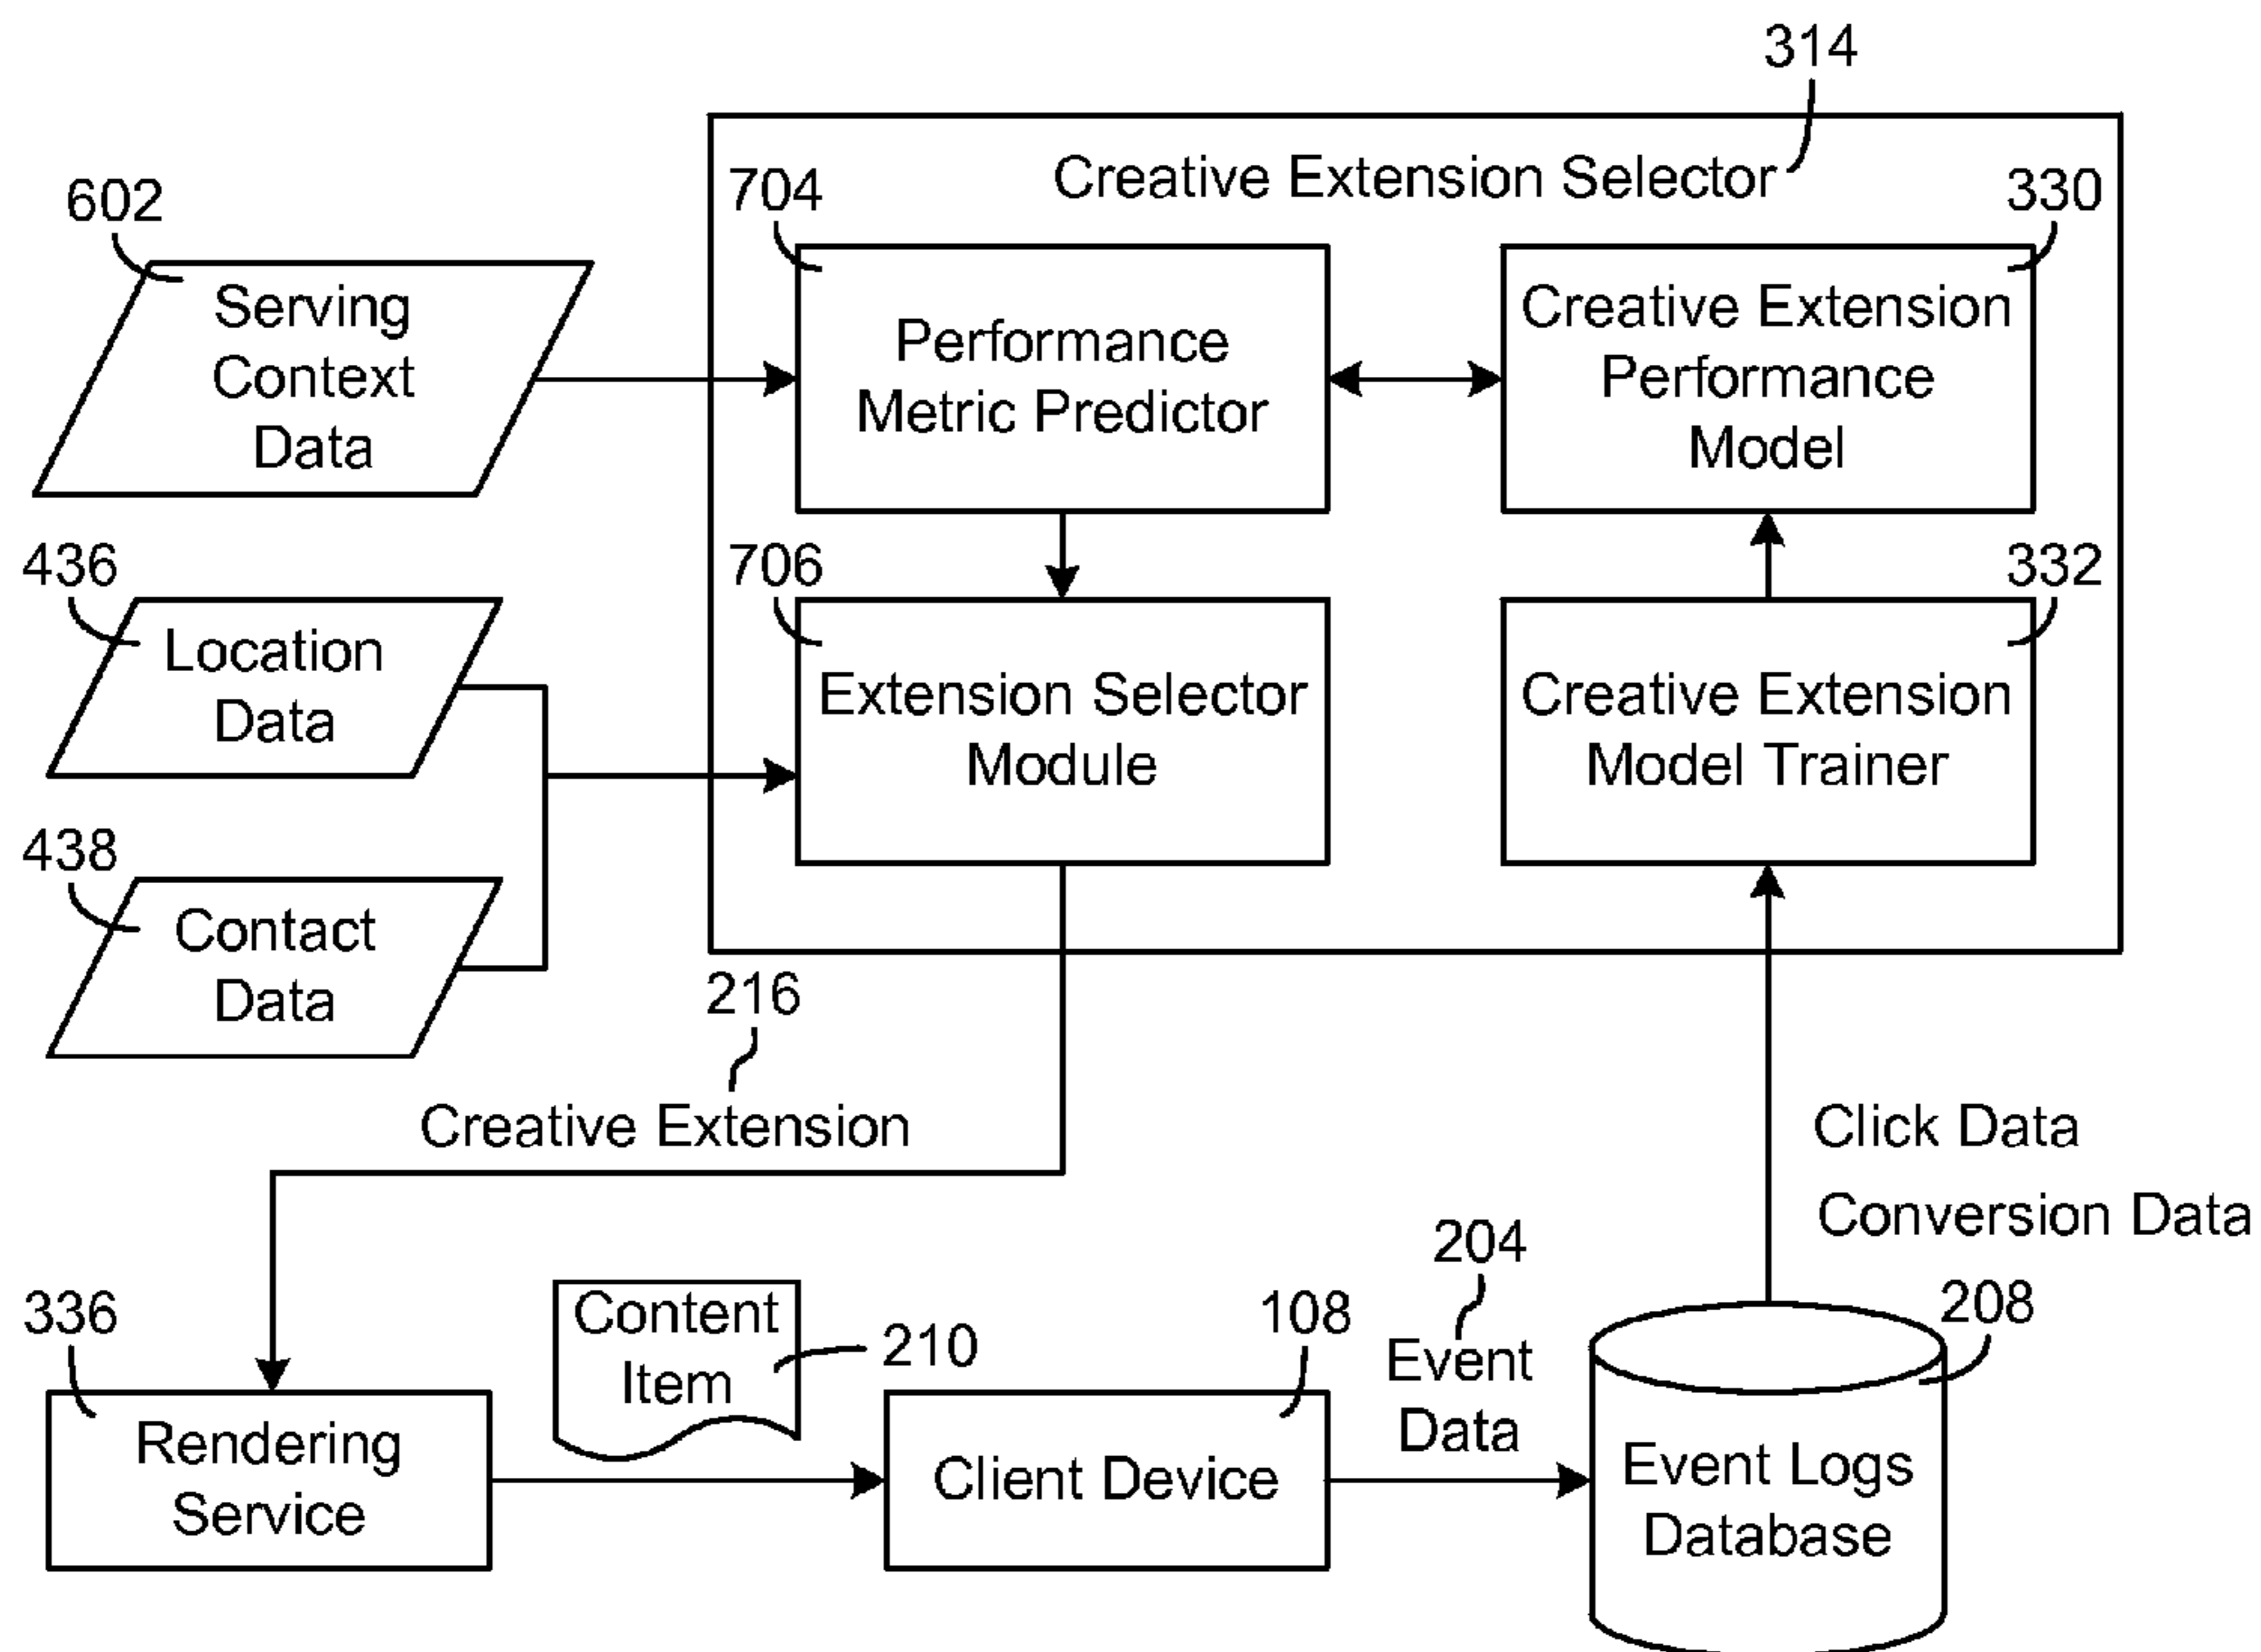 314
Creative Extension Selector
602
704
330
Serving
Context
Data
Performance
Metric Predictor
Creative Extension
Performance
Model
436
706
332
Location
Data
Extension Selector
Module
Creative Extension
Model Trainer
438
Contact
Data
216
Creative Extension
Click Data
Conversion Data
336
Rendering
Service
Content
Item
210
108
Client Device
204
Event
Data
208
Event Logs
Database